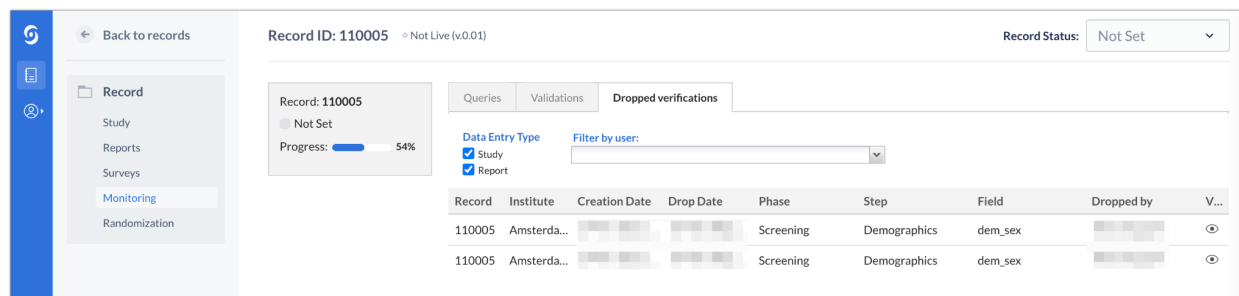 Back to records
Record ID: 110005
Not Live (v.0.01)
Record Status:
Not Set
Record
Study
Reports
Surveys
Monitoring
Randomization
Record: 110005
Not Set
Progress: 54%
Queries Validations Dropped verifications
Data Entry Type
Study
Report
Filter by user:
Record Institute Creation Date Drop Date Phase Step Field Dropped by V...
110005 Amsterda... Screening Demographics dem_sex
110005 Amsterda... Screening Demographics dem_sex